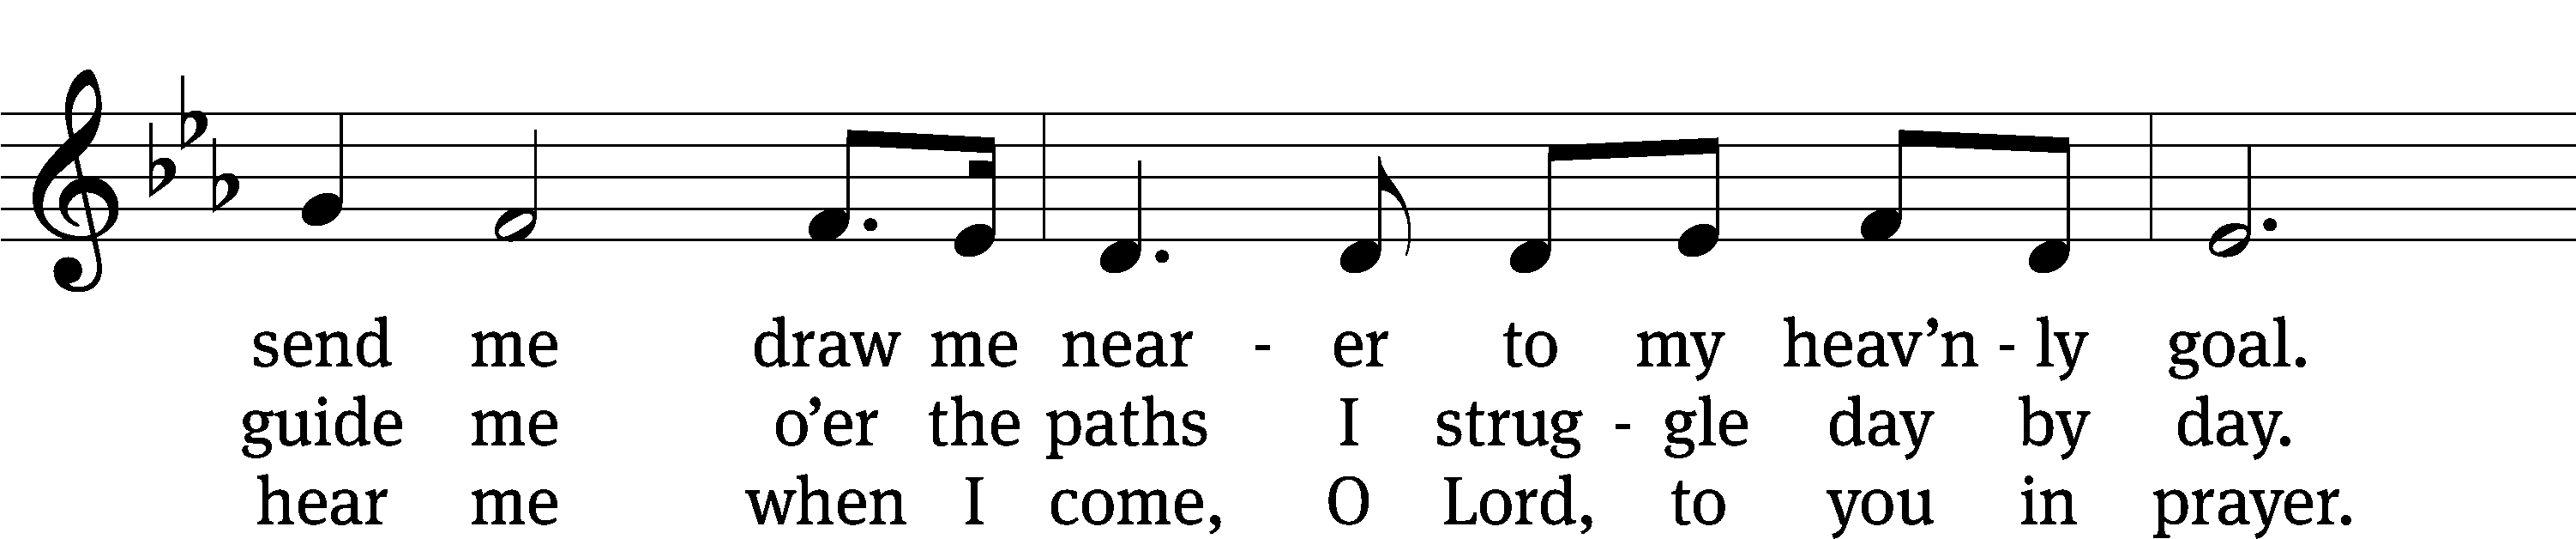 send me draw me near - er to my heav’n - ly goal.
guide me o’er the paths I strug - gle day by day.
hear me when I come, O Lord, to you in prayer.